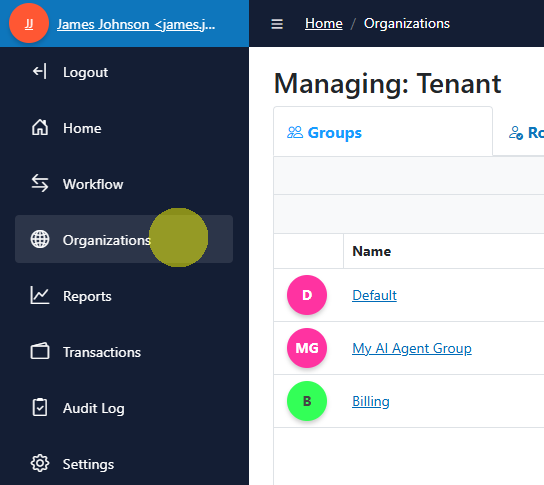 JJ James Johnson <james.j...
Logout
Home
Workflow
Organizations
Reports
Transactions
Audit Log
Settings
Home / Organizations
Managing: Tenant
Groups
Ro
Name
D Default
MG My AI Agent Group
B Billing